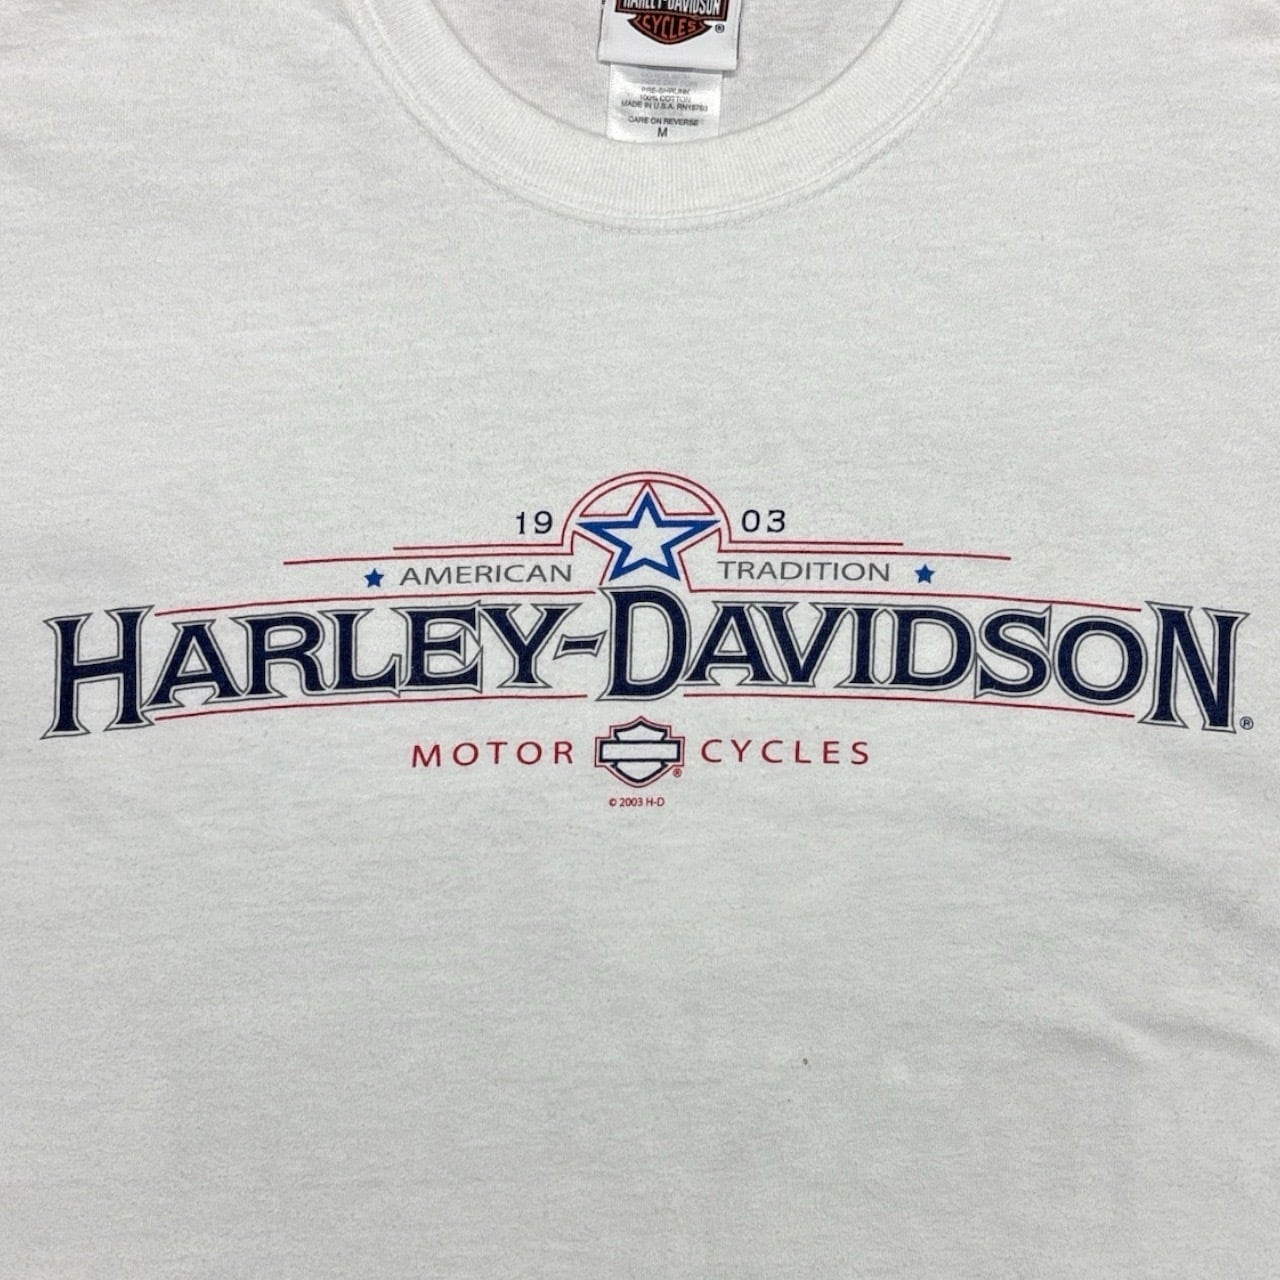 HARLEY-DAVIDSON
CYCLES ®
PRE-SHRUNK
100% COTTON
MADE IN U.S.A. RN15763
CARE ON REVERSE
M
19 03
AMERICAN TRADITION
HARLEY-DAVIDSON®
MOTOR ® CYCLES
© 2003 H-D